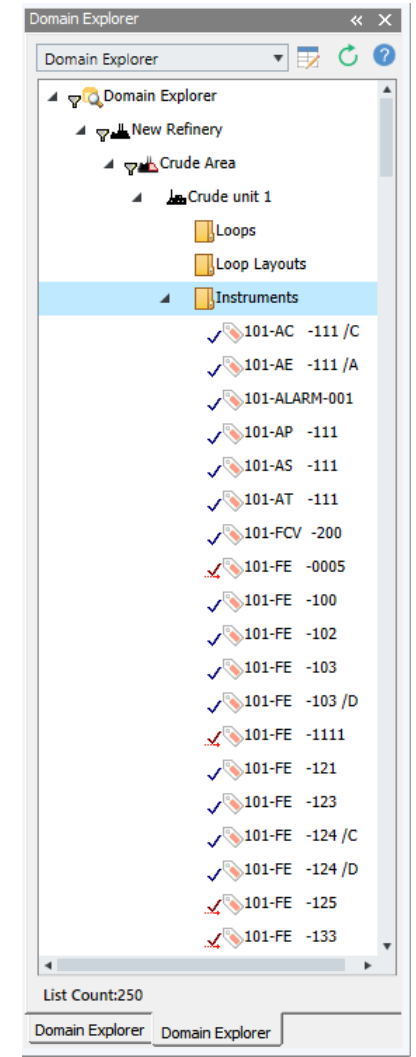 Domain Explorer
Domain Explorer
Domain Explorer
New Refinery
Crude Area
Crude unit 1
Loops
Loop Layouts
Instruments
101-AC -111 /C
101-AE -111 /A
101-ALARM-001
101-AP -111
101-AS -111
101-AT -111
101-FCV -200
101-FE -0005
101-FE -100
101-FE -102
101-FE -103
101-FE -103 /D
101-FE -1111
101-FE -121
101-FE -123
101-FE -124 /C
101-FE -124 /D
101-FE -125
101-FE -133
List Count:250
Domain Explorer Domain Explorer